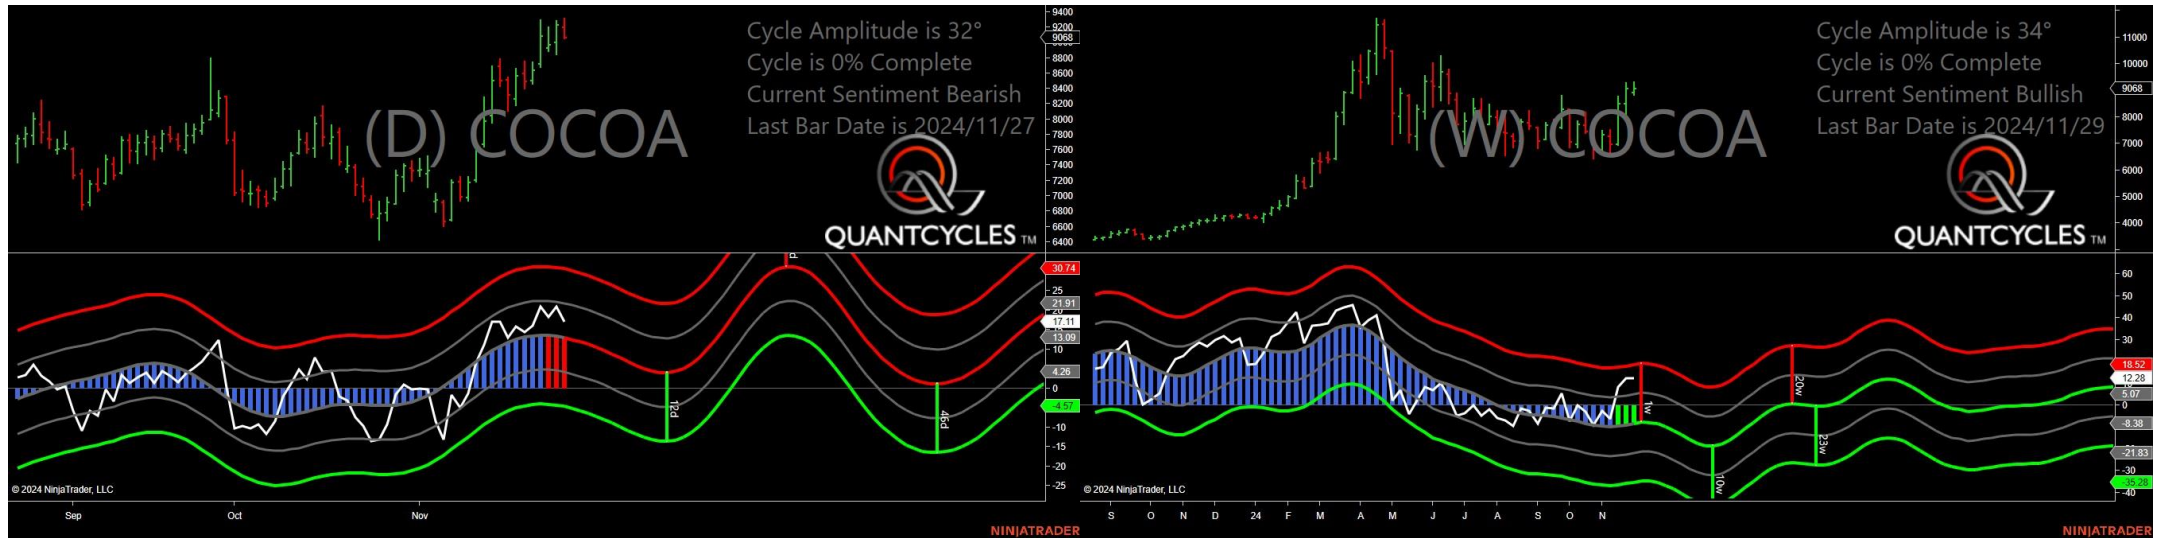 Cycle Amplitude is 32°
Cycle is 0% Complete
Current Sentiment Bearish
Last Bar Date is 2024/11/27
(D) COCOA
QUANTCYCLES TM
9400
9200
9068
8800
8600
8400
8200
8000
7800
7600
7400
7200
7000
6800
6600
6400
30.74
25
21.91
17.11
13.09
10
4.26
0
-4.57
-10
-15
-20
-25
12d
46d
© 2024 NinjaTrader, LLC
Sep Oct Nov
NINJATRADER
Cycle Amplitude is 34°
Cycle is 0% Complete
Current Sentiment Bullish
Last Bar Date is 2024/11/29
(W) COCOA
QUANTCYCLES TM
11000
10000
9068
8000
7000
6000
5000
4000
60
50
40
30
18.52
12.28
5.07
0
-8.38
-21.83
-30
-35.28
-40
1w
10w
20w
23w
© 2024 NinjaTrader, LLC
S O N D 24 F M A M J J A S O N
NINJATRADER